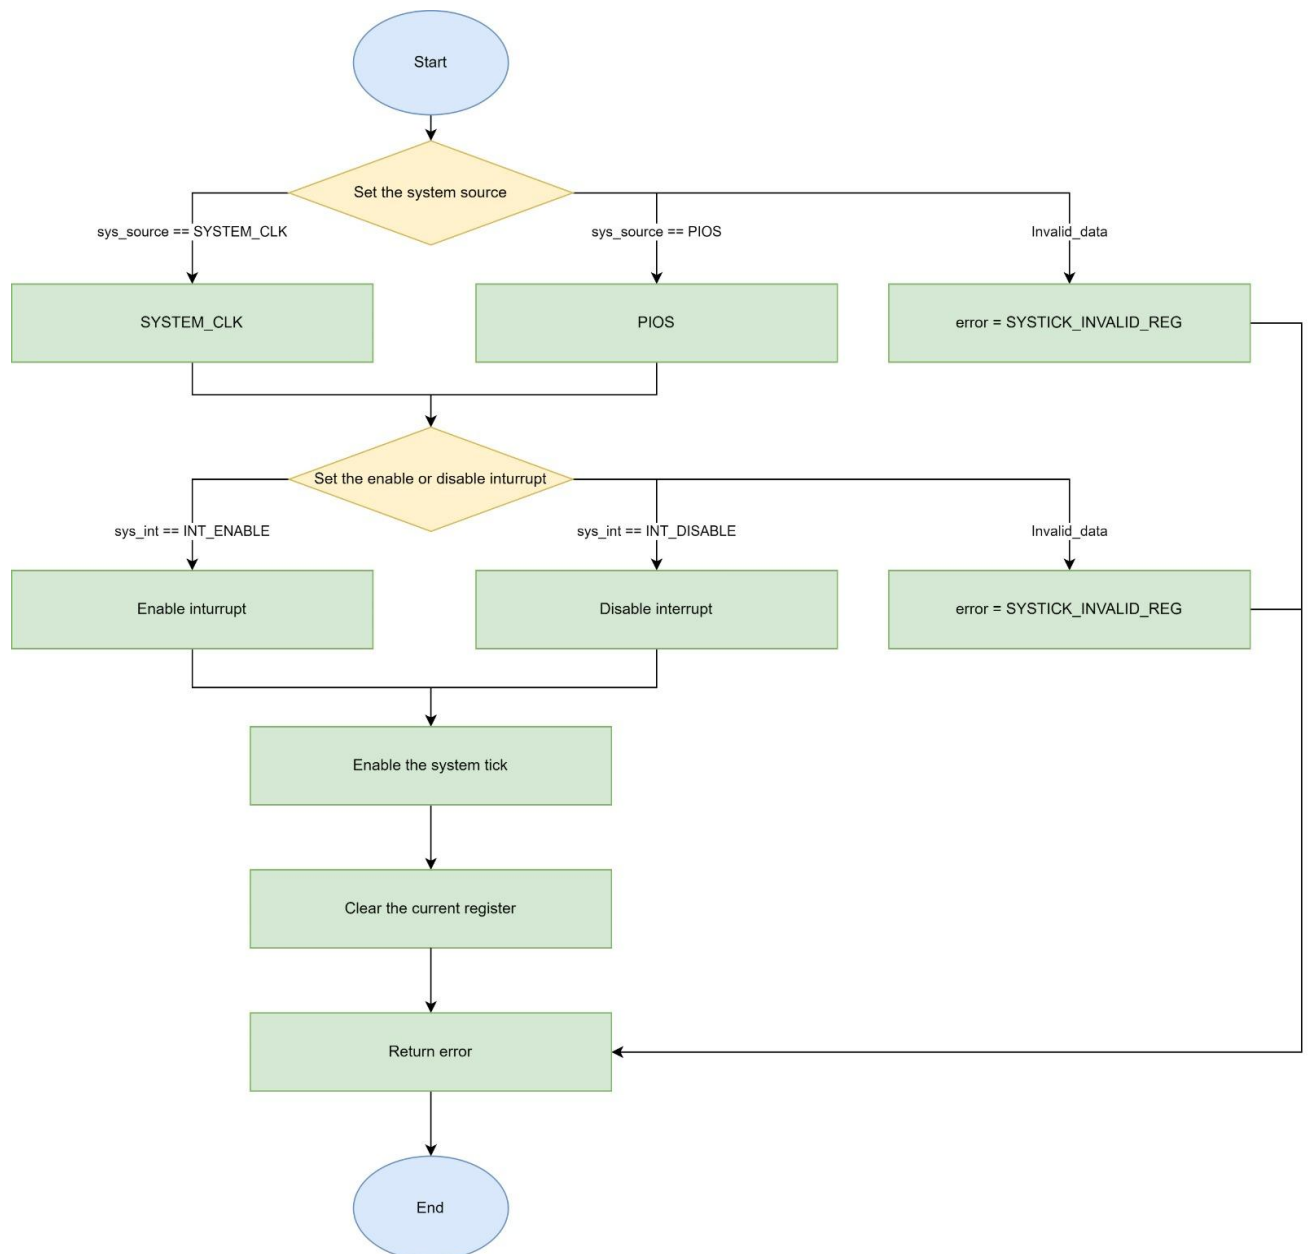 Start
Set the system source
sys_source == SYSTEM_CLK
sys_source == PIOS
Invalid_data
SYSTEM_CLK
PIOS
error = SYSTICK_INVALID_REG
Set the enable or disable inturrupt
sys_int == INT_ENABLE
sys_int == INT_DISABLE
Invalid_data
Enable inturrupt
Disable interrupt
error = SYSTICK_INVALID_REG
Enable the system tick
Clear the current register
Return error
End